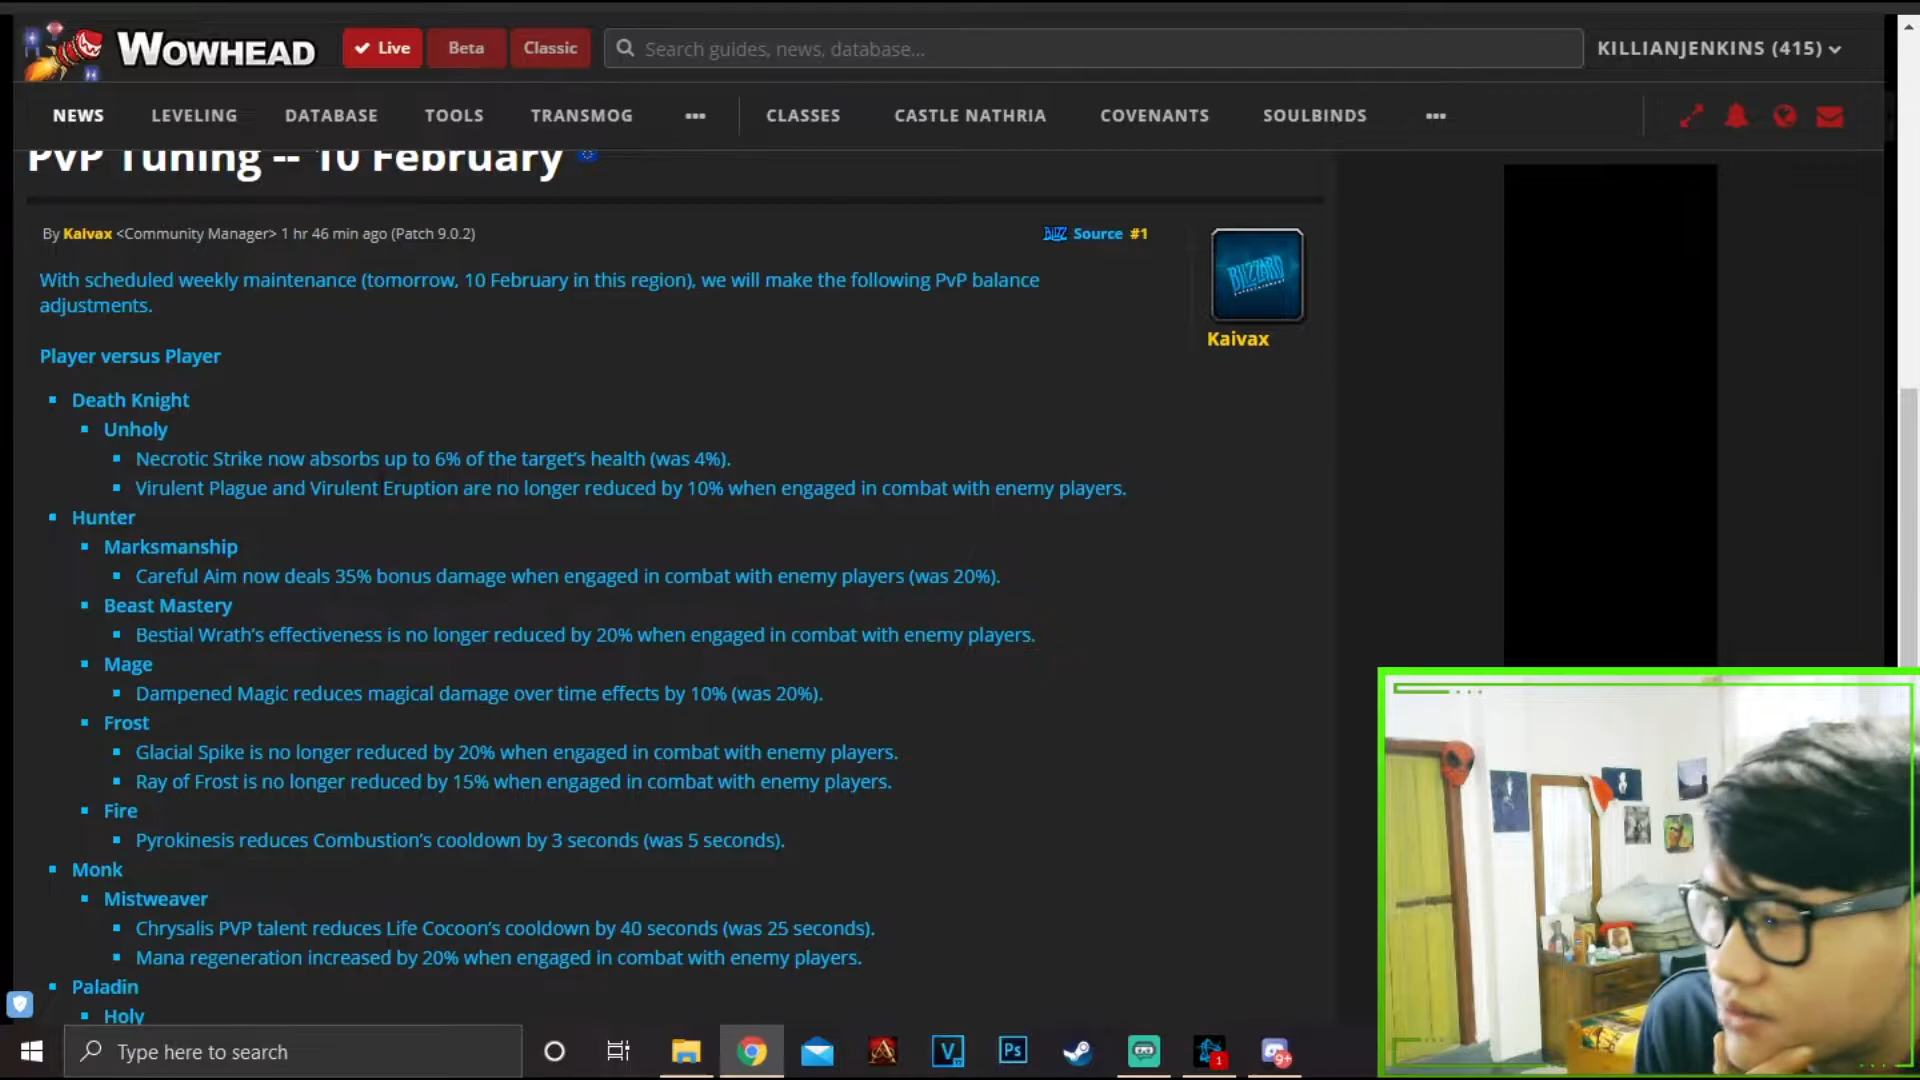 WOWHEAD
Live
Beta
Classic
Search guides, news, database...
KILLIANJENKINS (415)
NEWS
LEVELING
DATABASE
TOOLS
TRANSMOG
CLASSES
CASTLE NATHRIA
COVENANTS
SOULBINDS
PvP Tuning -- 10 February
By Kaivax <Community Manager> 1 hr 46 min ago (Patch 9.0.2)
BLIZZ Source #1
BLIZZARD
ENTERTAINMENT
Kaivax
With scheduled weekly maintenance (tomorrow, 10 February in this region), we will make the following PvP balance
adjustments.
Player versus Player
Death Knight
Unholy
Necrotic Strike now absorbs up to 6% of the target's health (was 4%).
Virulent Plague and Virulent Eruption are no longer reduced by 10% when engaged in combat with enemy players.
Hunter
Marksmanship
Careful Aim now deals 35% bonus damage when engaged in combat with enemy players (was 20%).
Beast Mastery
Bestial Wrath's effectiveness is no longer reduced by 20% when engaged in combat with enemy players.
Mage
Dampened Magic reduces magical damage over time effects by 10% (was 20%).
Frost
Glacial Spike is no longer reduced by 20% when engaged in combat with enemy players.
Ray of Frost is no longer reduced by 15% when engaged in combat with enemy players.
Fire
Pyrokinesis reduces Combustion's cooldown by 3 seconds (was 5 seconds).
Monk
Mistweaver
Chrysalis PVP talent reduces Life Cocoon's cooldown by 40 seconds (was 25 seconds).
Mana regeneration increased by 20% when engaged in combat with enemy players.
Paladin
Holy
Type here to search
V
Ps
1
9+